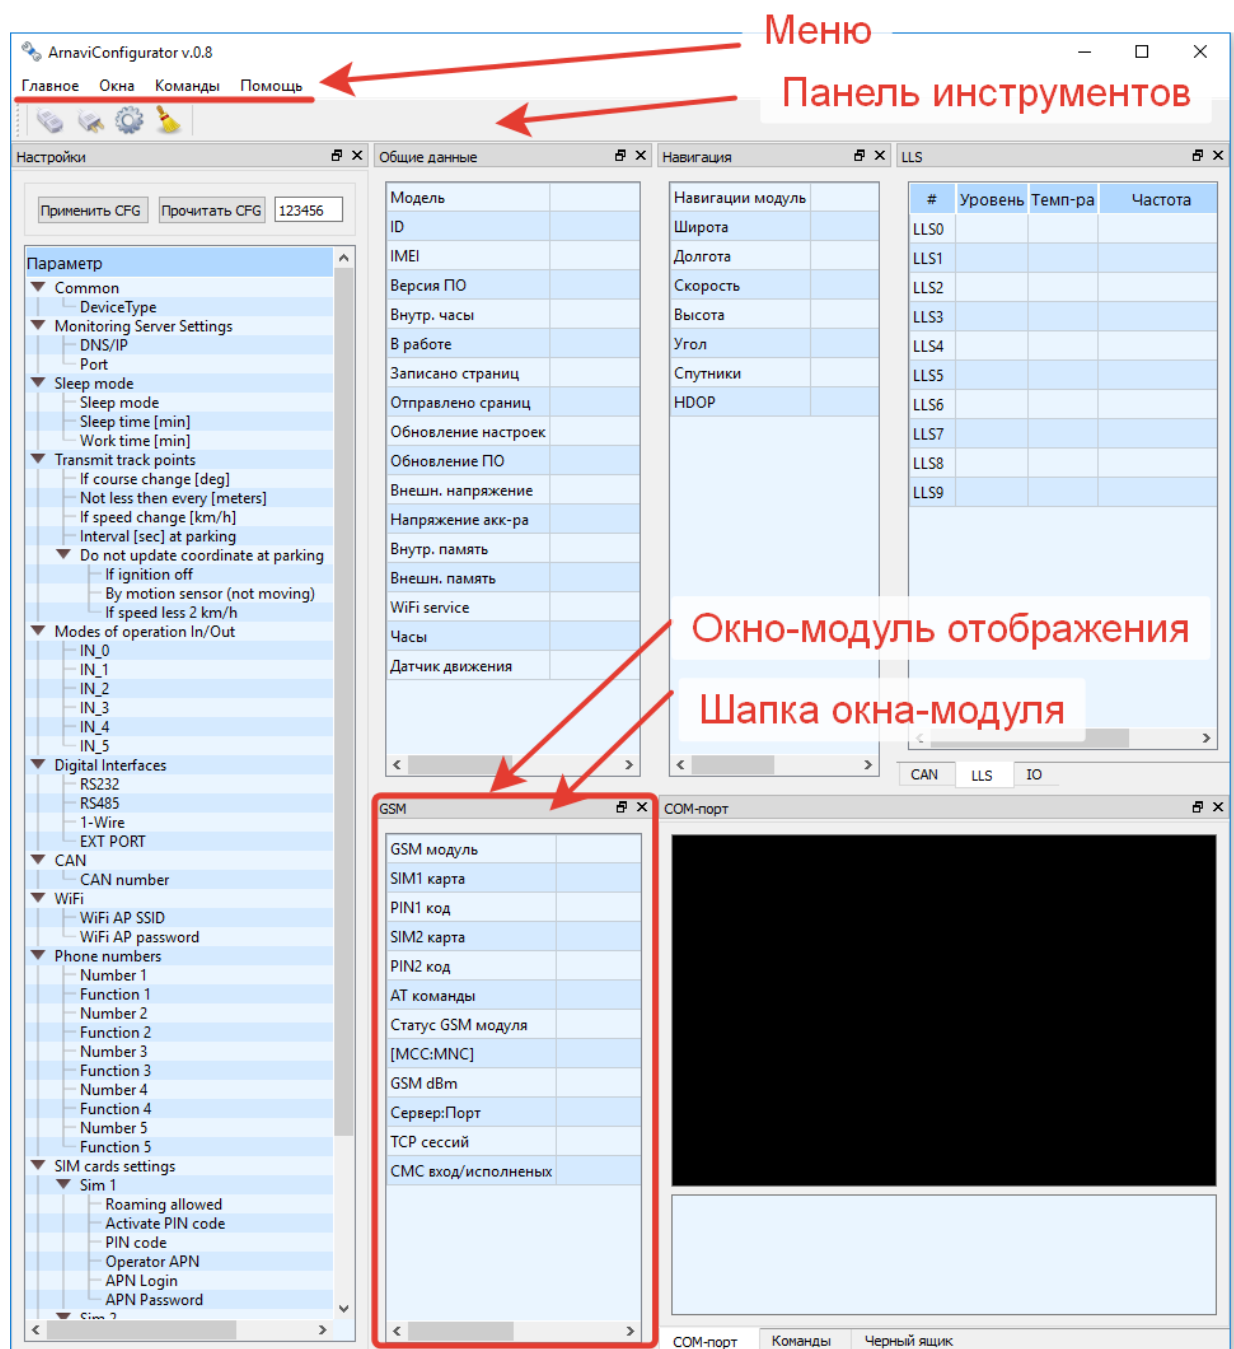 Меню
ArnaviConfigurator v.0.8
Главное Окна Команды Помощь
Панель инструментов
Настройки
Применить CFG Прочитать CFG 123456
Параметр
Common
DeviceType
Monitoring Server Settings
DNS/IP
Port
Sleep mode
Sleep mode
Sleep time [min]
Work time [min]
Transmit track points
If course change [deg]
Not less then every [meters]
If speed change [km/h]
Interval [sec] at parking
Do not update coordinate at parking
If ignition off
By motion sensor (not moving)
If speed less 2 km/h
Modes of operation In/Out
IN_0
IN_1
IN_2
IN_3
IN_4
IN_5
Digital Interfaces
RS232
RS485
1-Wire
EXT PORT
CAN
CAN number
WiFi
WiFi AP SSID
WiFi AP password
Phone numbers
Number 1
Function 1
Number 2
Function 2
Number 3
Function 3
Number 4
Function 4
Number 5
Function 5
SIM cards settings
Sim 1
Roaming allowed
Activate PIN code
PIN code
Operator APN
APN Login
APN Password
Sim 2
Общие данные
Модель
ID
IMEI
Версия ПО
Внутр. часы
В работе
Записано страниц
Отправлено сраниц
Обновление настроек
Обновление ПО
Внешн. напряжение
Напряжение акк-ра
Внутр. память
Внешн. память
WiFi service
Часы
Датчик движения
Навигация
Навигации модуль
Широта
Долгота
Скорость
Высота
Угол
Спутники
HDOP
LLS
# Уровень Темп-ра Частота
LLS0
LLS1
LLS2
LLS3
LLS4
LLS5
LLS6
LLS7
LLS8
LLS9
Окно-модуль отображения
Шапка окна-модуля
CAN LLS IO
GSM
GSM модуль
SIM1 карта
PIN1 код
SIM2 карта
PIN2 код
АТ команды
Статус GSM модуля
[MCC:MNC]
GSM dBm
Сервер:Порт
TCP сессий
СМС вход/исполненых
COM-порт
COM-порт Команды Черный ящик